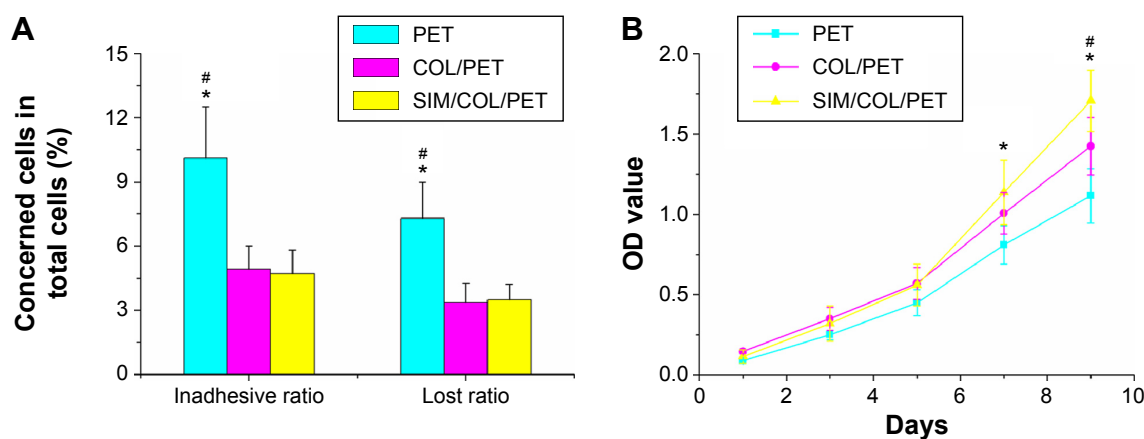 A
PET
COL/PET
SIM/COL/PET
Concerned cells in
total cells (%)
15
12
9
6
3
0
#
*
#
*
Inadhesive ratio
Lost ratio
B
PET
COL/PET
SIM/COL/PET
OD value
2.0
1.5
1.0
0.5
0.0
*
#
*
0
2
4
6
8
10
Days